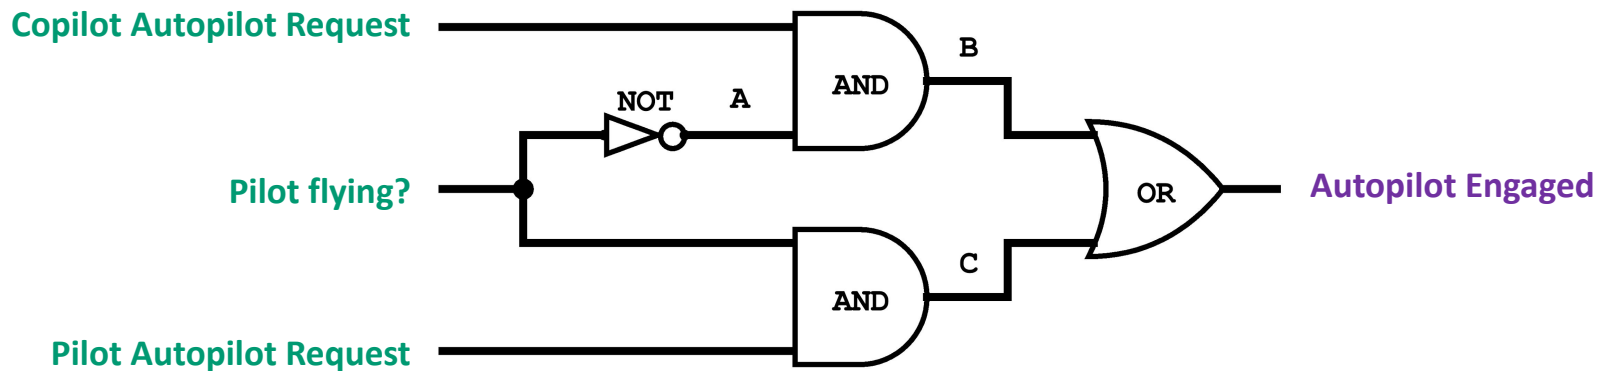 Copilot Autopilot Request
B
AND
NOT
A
Pilot flying?
OR
Autopilot Engaged
C
AND
Pilot Autopilot Request